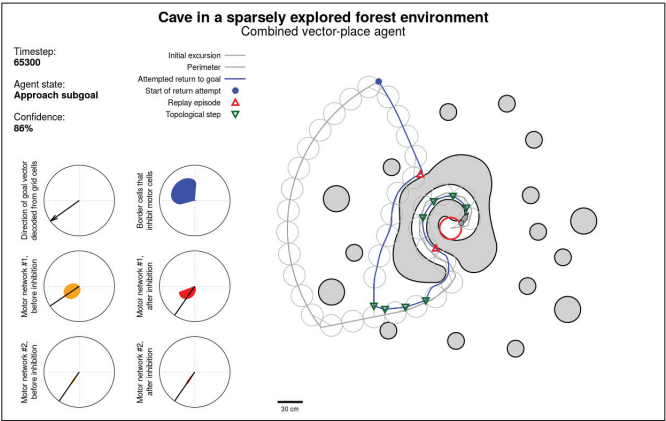 Cave in a sparsely explored forest environment
Combined vector-place agent
Timestep:
65300
Agent state:
Approach subgoal
Confidence:
86%
Initial excursion
Perimeter
Attempted return to goal
Start of return attempt
Replay episode
Topological step
Direction of goal vector
decoded from grid cells
Border cells that
inhibit motor cells
Motor network #1,
before inhibition
Motor network #1,
after inhibition
Motor network #2,
before inhibition
Motor network #2,
after inhibition
30 cm